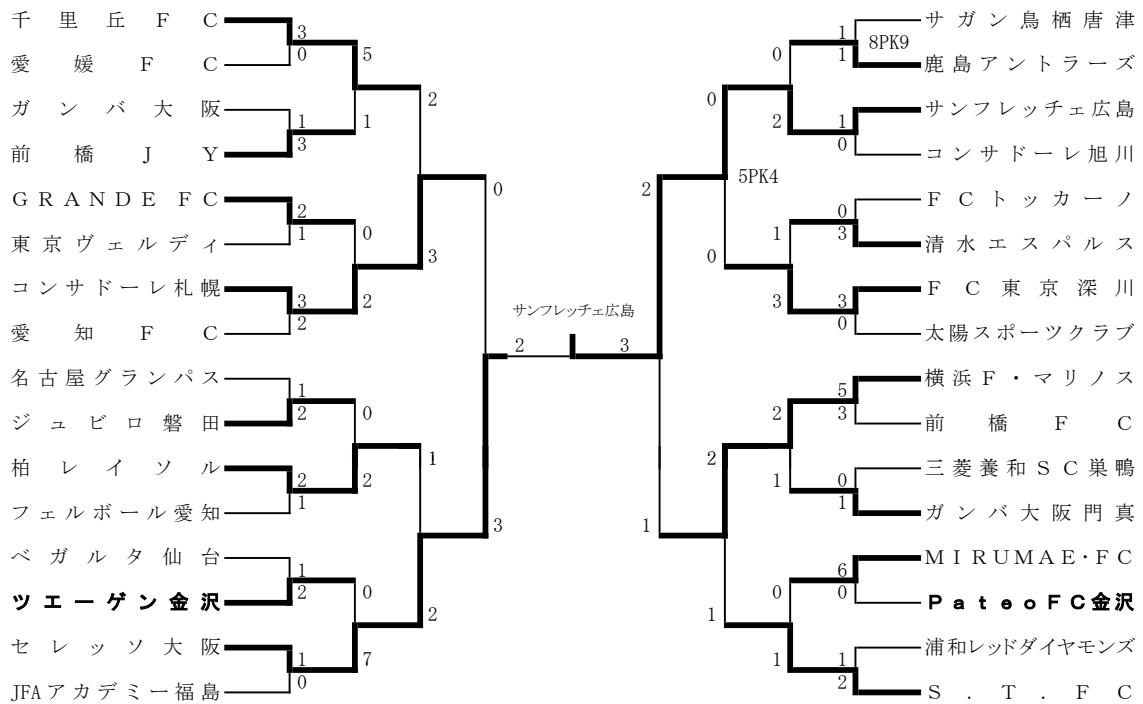 千里丘FC
3
0
愛媛FC
5
ガンバ大阪
1
3
前橋JY
1
2
GRANDE FC
2
1
東京ヴェルディ
0
コンサドーレ札幌
3
2
愛知FC
2
3
0
名古屋グランパス
1
2
ジュビロ磐田
0
柏レイソル
2
1
フェルボール愛知
2
1
ベガルタ仙台
1
2
ツエーゲン金沢
0
セレッソ大阪
1
0
JFAアカデミー福島
7
2
3
サンフレッチェ広島
2
3
サガン鳥栖唐津
1
8PK9
1
鹿島アントラーズ
0
サンフレッチェ広島
1
0
コンサドーレ旭川
2
0
5PK4
FCトッカーノ
0
3
清水エスパルス
1
FC東京深川
3
0
太陽スポーツクラブ
3
0
2
横浜F・マリノス
5
3
前橋FC
2
三菱養和SC巣鴨
0
1
ガンバ大阪門真
1
2
MIRUMAE・FC
6
0
PateoFC金沢
1
浦和レッドダイヤモンズ
1
2
S.T.FC
1
1